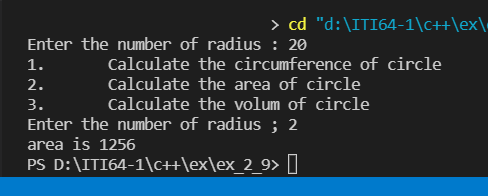 > cd "d:\ITI64-1\c++\ex\e
Enter the number of radius : 20
1.      Calculate the circumference of circle
2.      Calculate the area of circle
3.      Calculate the volum of circle
Enter the number of radius ; 2
area is 1256
PS D:\ITI64-1\c++\ex\ex_2_9>